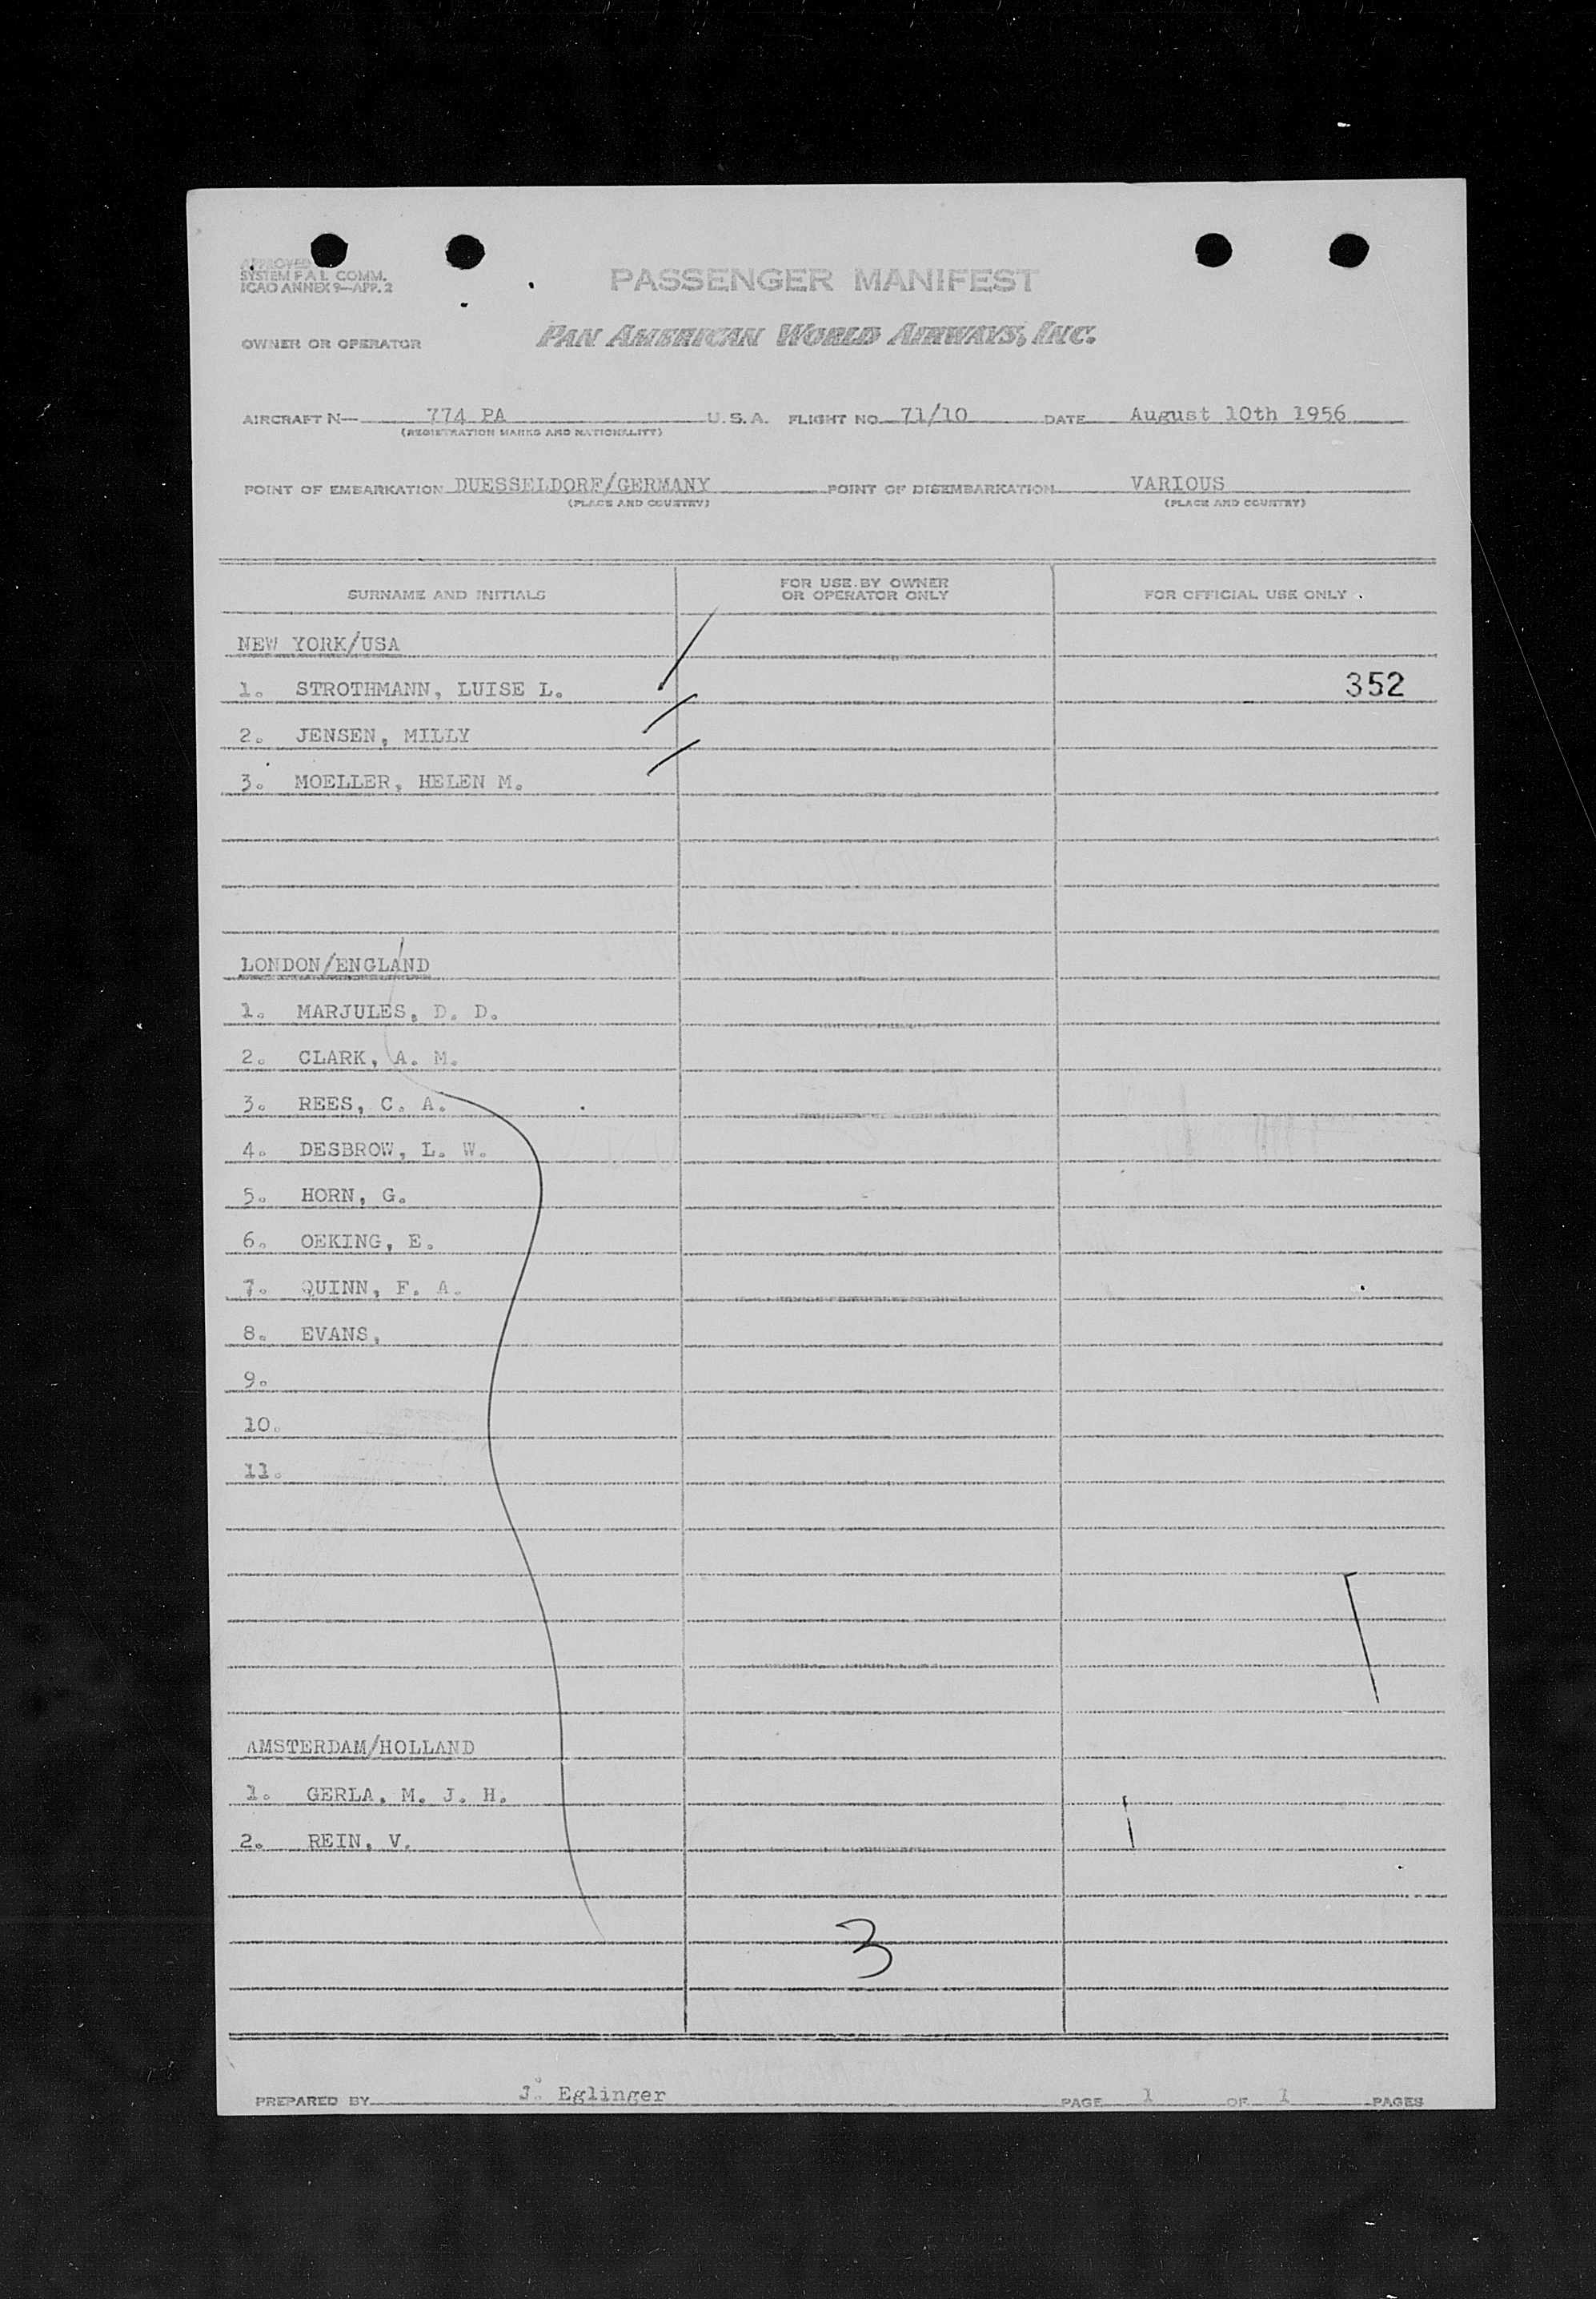 APPROVED
SYSTEM F.A.L. COMM.
ICAO ANNEX 9—APP. 2
PASSENGER MANIFEST
OWNER OR OPERATOR PAN AMERICAN WORLD AIRWAYS, INC.
AIRCRAFT N— 774 PA U.S.A. FLIGHT NO. 71/10 DATE August 10th 1956
(REGISTRATION MARKS AND NATIONALITY)
POINT OF EMBARKATION DUESSELDORF/GERMANY POINT OF DISEMBARKATION VARIOUS
(PLACE AND COUNTRY) (PLACE AND COUNTRY)
SURNAME AND INITIALS FOR USE BY OWNER OR OPERATOR ONLY FOR OFFICIAL USE ONLY
NEW YORK/USA
1. STROTHMANN, LUISE L. 352
2. JENSEN, MILLY
3. MOELLER, HELEN M.
LONDON/ENGLAND
1. MARJULES, D. D.
2. CLARK, A. M.
3. REES, C. A.
4. DESBROW, L. W.
5. HORN, G.
6. OEKING, E.
7. QUINN, F. A.
8. EVANS,
9.
10.
11.
AMSTERDAM/HOLLAND
1. GERLA, M. J. H.
2. REIN, V.
3
PREPARED BY J. Eglinger PAGE 1 OF 1 PAGES